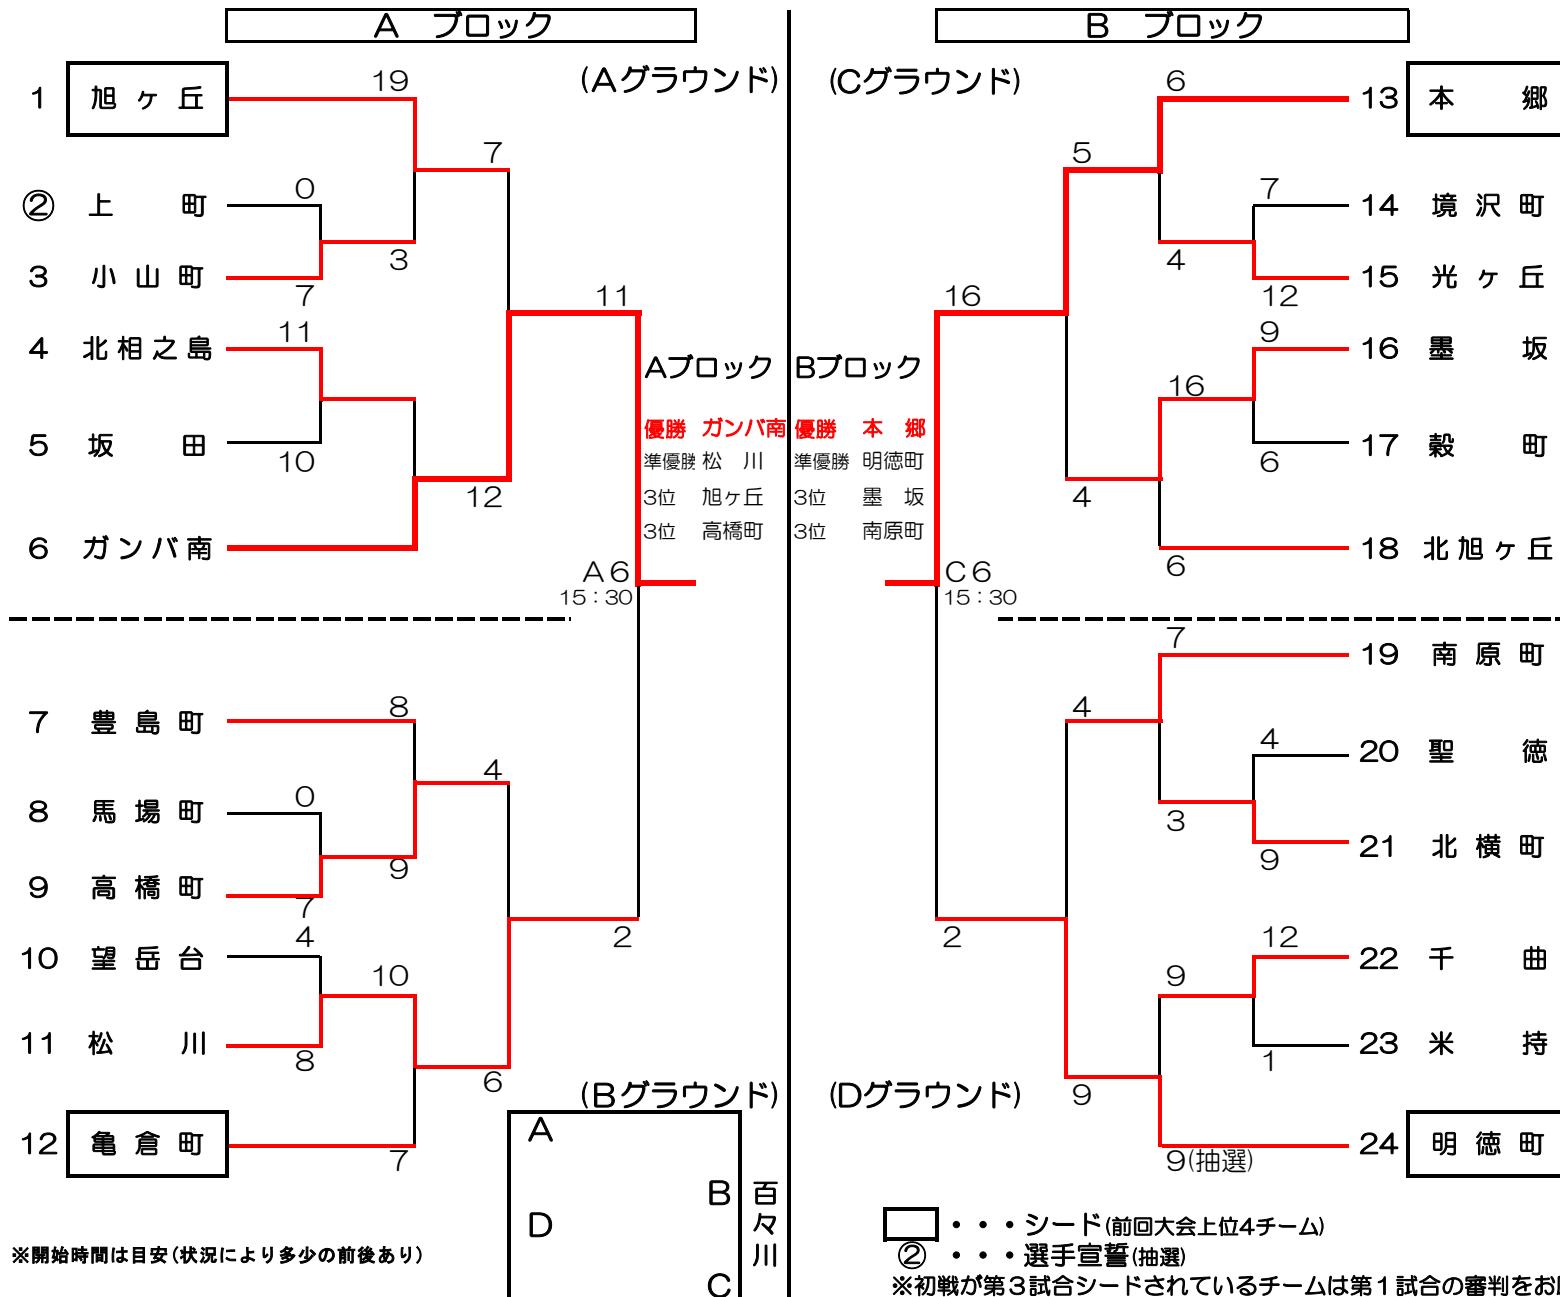 A ブロック
B ブロック
(Aグラウンド)
(Cグラウンド)
1 旭ヶ丘
19
6
13 本郷
7
5
② 上町
0
7
14 境沢町
3 小山町
7
3
4
12
15 光ヶ丘
11
16
4 北相之島
11
9
16 墨坂
Aブロック
Bブロック
16
優勝 ガンバ南
優勝 本郷
5 坂田
10
6
17 穀町
準優勝 松川
準優勝 明徳町
12
4
3位 旭ヶ丘
3位 墨坂
3位 高橋町
3位 南原町
6 ガンバ南
6
18 北旭ヶ丘
A6
15:30
C6
15:30
7
19 南原町
7 豊島町
8
4
4
4
20 聖徳
8 馬場町
0
9
3
9
21 北横町
9 高橋町
7
2
2
10 望岳台
4
10
9
12
22 千曲
11 松川
8
1
23 米持
6
9
(Bグラウンド)
(Dグラウンド)
12 亀倉町
7
9(抽選)
24 明徳町
A
B
D
C
百々川
・・・シード(前回大会上位4チーム)
② ・・・選手宣誓(抽選)
※開始時間は目安(状況により多少の前後あり)
※初戦が第3試合シードされているチームは第1試合の審判をお